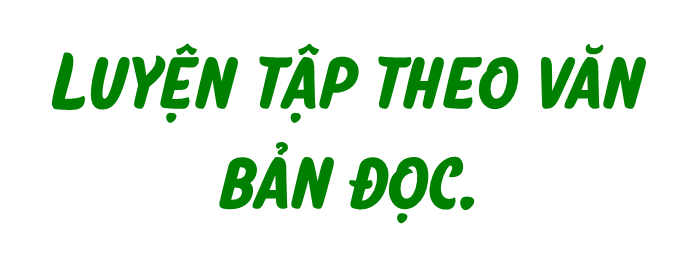 LUYỆN TẬP THEO VĂN
BẢN ĐỌC.